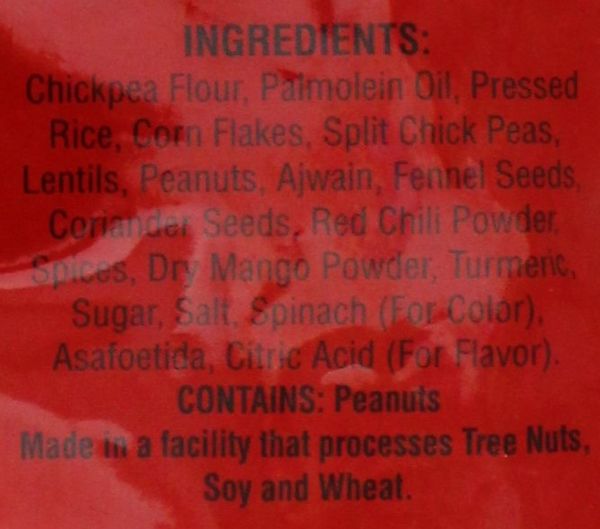 INGREDIENTS:
Chickpea Flour, Palmolein Oil, Pressed
Rice, Corn Flakes, Split Chick Peas,
Lentils, Peanuts, Ajwain, Fennel Seeds,
Coriander Seeds, Red Chili Powder,
Spices, Dry Mango Powder, Turmeric,
Sugar, Salt, Spinach (For Color),
Asafoetida, Citric Acid (For Flavor).
CONTAINS: Peanuts
Made in a facility that processes Tree Nuts,
Soy and Wheat.